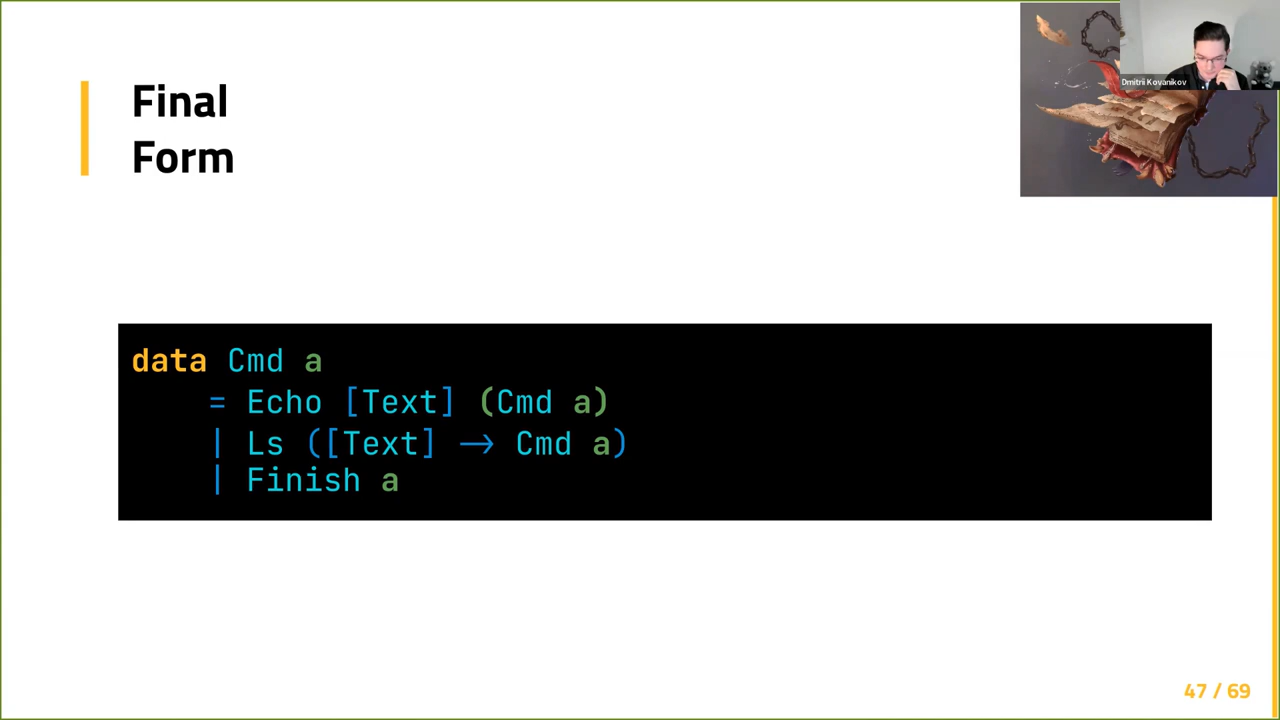 Final
Form
Dmitrii Kovanikov
data Cmd a
= Echo [Text] (Cmd a)
| Ls ([Text] → Cmd a)
| Finish a
47 / 69